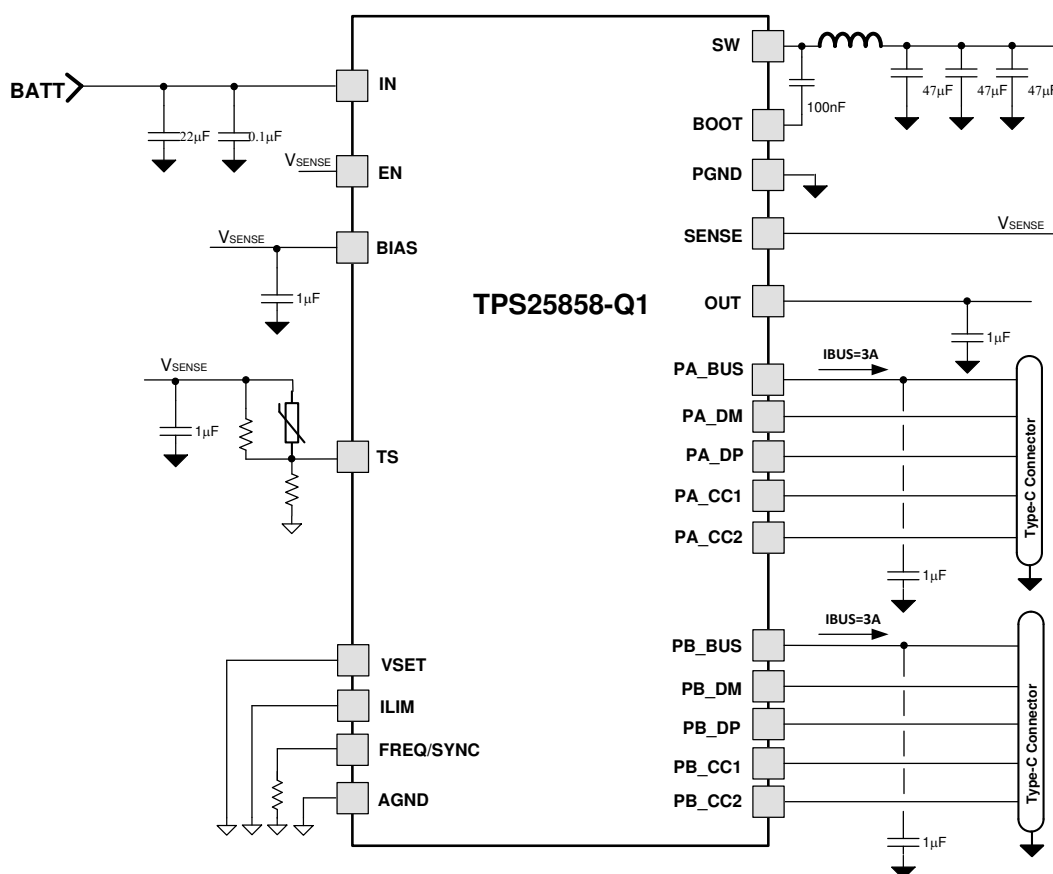 SW
BATT
IN
22µF
0.1µF
100nF
47µF
47µF
47µF
BOOT
VSENSE
EN
PGND
VSENSE
BIAS
SENSE
VSENSE
1µF
TPS25858-Q1
OUT
1µF
VSENSE
1µF
TS
PA_BUS
IBUS=3A
PA_DM
PA_DP
PA_CC1
PA_CC2
Type-C Connector
1µF
VSET
ILIM
FREQ/SYNC
AGND
PB_BUS
IBUS=3A
PB_DM
PB_DP
PB_CC1
PB_CC2
Type-C Connector
1µF